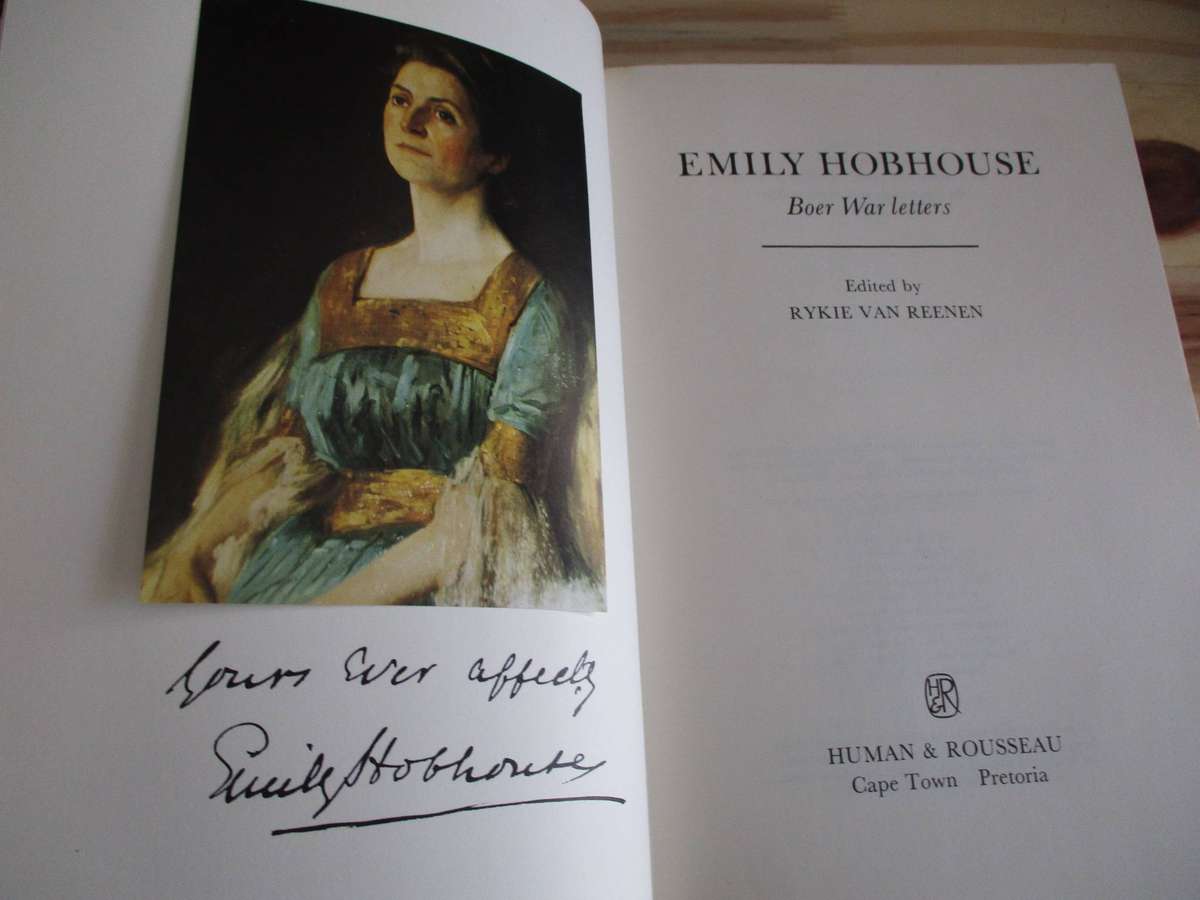 Yours Ever affectly
Emily Hobhouse
EMILY HOBHOUSE
Boer War letters
Edited by
RYKIE VAN REENEN
H&R
HUMAN & ROUSSEAU
Cape Town Pretoria